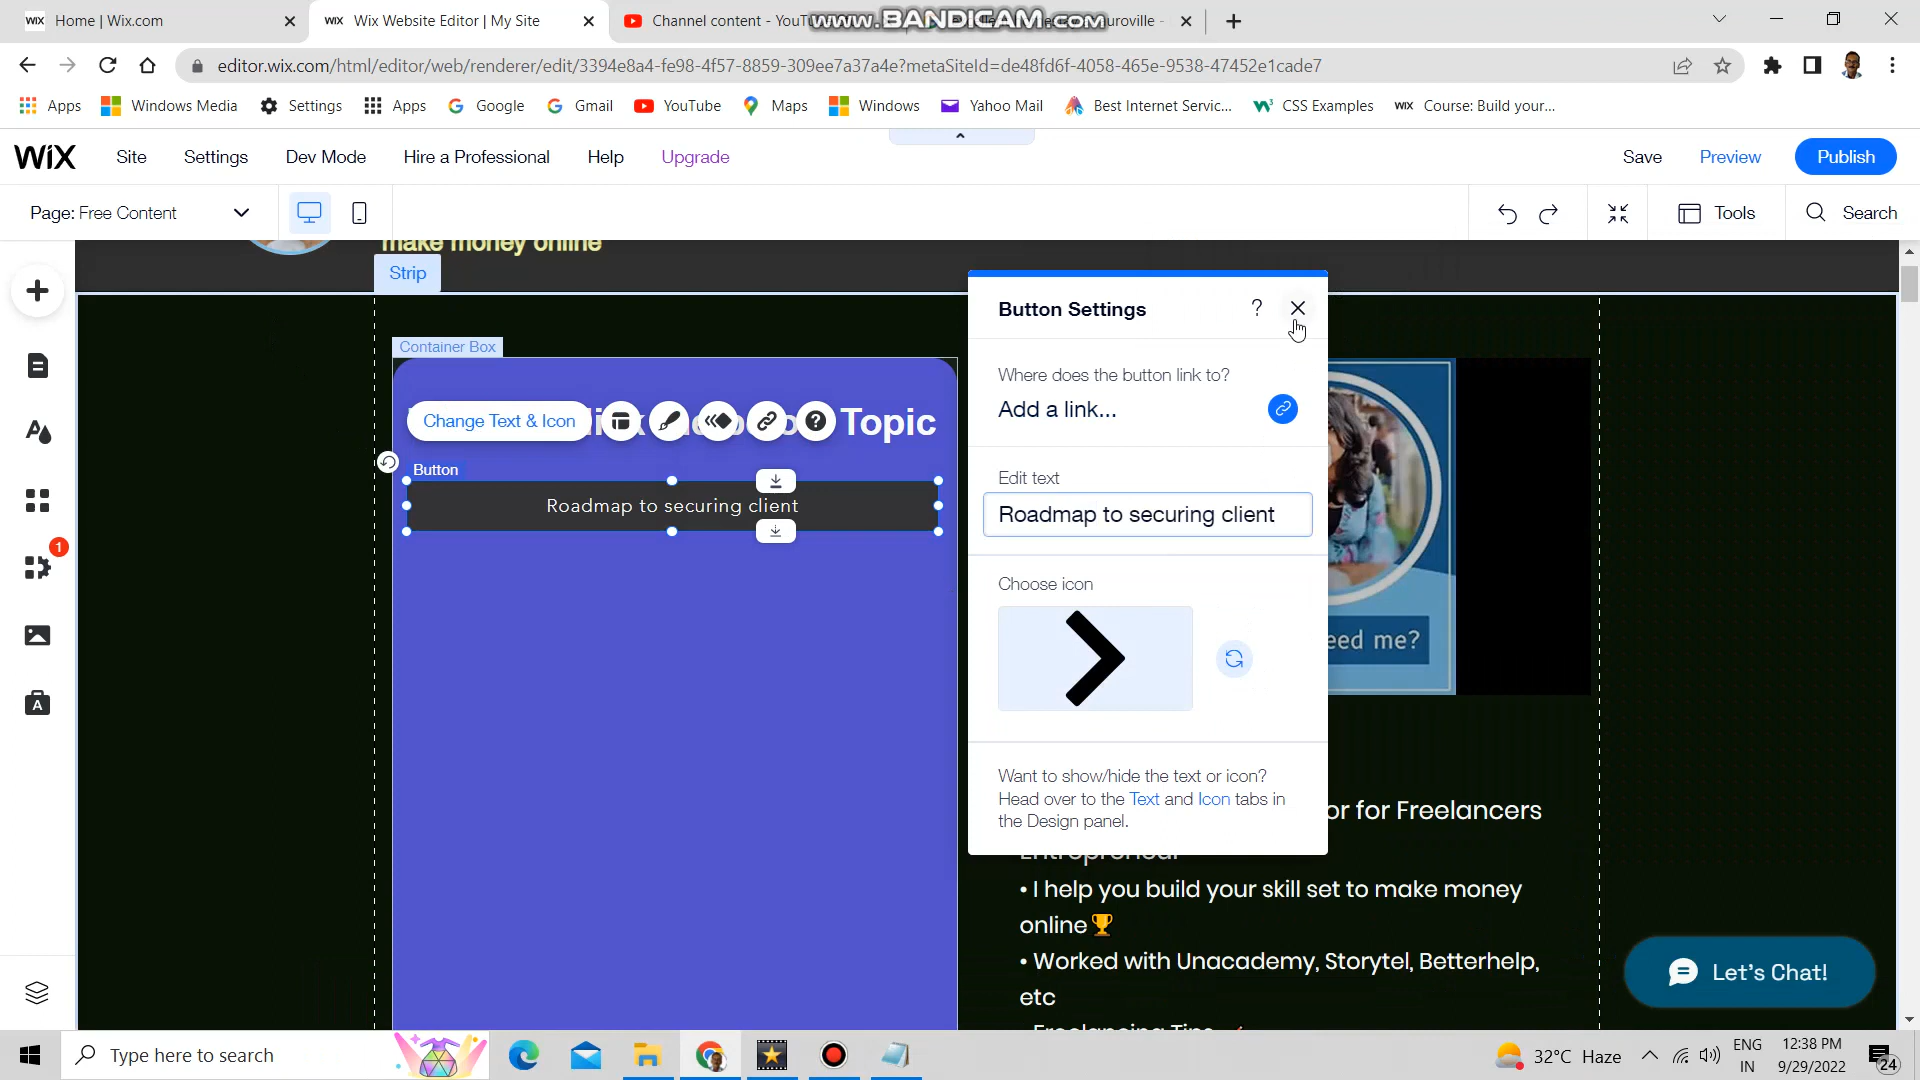 Home | Wix.com
WIX Wix Website Editor | My Site
Channel content - YouTube
www.BANDICAM.com
editor.wix.com/html/editor/web/renderer/edit/3394e8a4-fe98-4f57-8859-309ee7a37a4e?metaSiteId=de48fd6f-4058-465e-9538-47452e1cade7
Apps Windows Media Settings Apps Google Gmail YouTube Maps Windows Yahoo Mail Best Internet Servic... CSS Examples WIX Course: Build your...
WIX Site Settings Dev Mode Hire a Professional Help Upgrade Save Preview Publish
Page: Free Content Tools Search
make money online
Strip
Button Settings ?
Container Box
Where does the button link to?
Add a link...
Change Text & Icon ? Topic
Button
Roadmap to securing client
Edit text
Roadmap to securing client
1
Choose icon
eed me?
Want to show/hide the text or icon?
Head over to the Text and Icon tabs in
the Design panel.
or for Freelancers
Entrepreneur
• I help you build your skill set to make money
online
• Worked with Unacademy, Storytel, Betterhelp,
etc
Let's Chat!
Type here to search
32°C Haze
ENG
IN
12:38 PM
9/29/2022
24